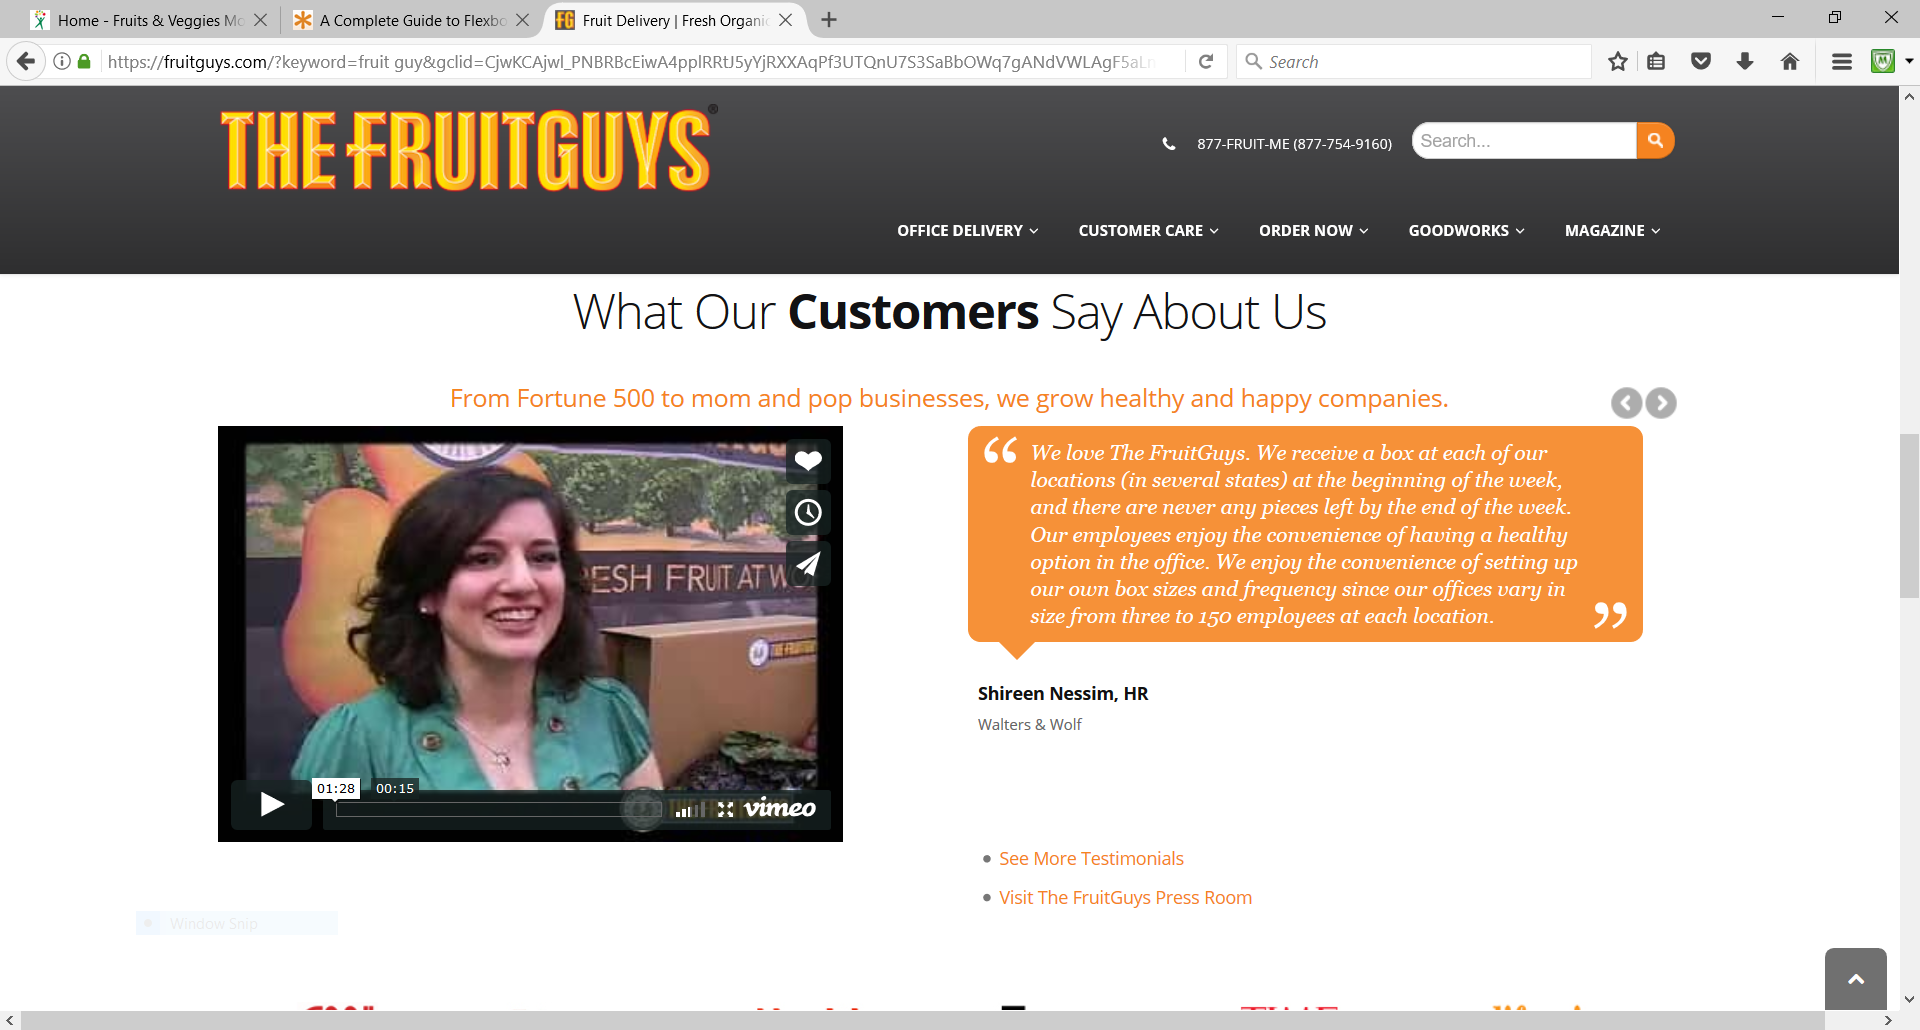 Home - Fruits & Veggies Mo
A Complete Guide to Flexbo
FG
Fruit Delivery | Fresh Organic
https://fruitguys.com/?keyword=fruit guy&gclid=
Search
THE FRUITGUYS®
877-FRUIT-ME (877-754-9160)
Search...
OFFICE DELIVERY
CUSTOMER CARE
ORDER NOW
GOODWORKS
MAGAZINE
What Our Customers Say About Us
From Fortune 500 to mom and pop businesses, we grow healthy and happy companies.
ESH FRUIT AT W
01:28
00:15
vimeo
“ We love The FruitGuys. We receive a box at each of our
locations (in several states) at the beginning of the week,
and there are never any pieces left by the end of the week.
Our employees enjoy the convenience of having a healthy
option in the office. We enjoy the convenience of setting up
our own box sizes and frequency since our offices vary in
size from three to 150 employees at each location. ”
Shireen Nessim, HR
Walters & Wolf
• See More Testimonials
• Visit The FruitGuys Press Room
Window Snip